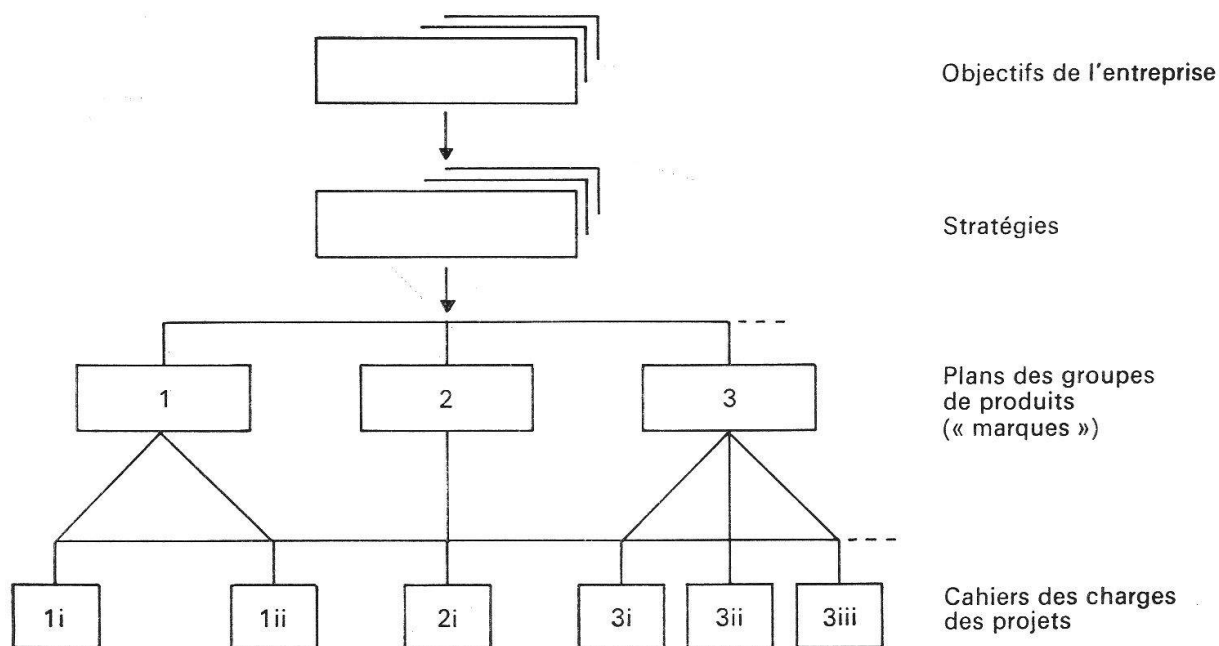 Objectifs de l'entreprise
Stratégies
1
2
3
Plans des groupes
de produits
(« marques »)
1i
1ii
2i
3i
3ii
3iii
Cahiers des charges
des projets